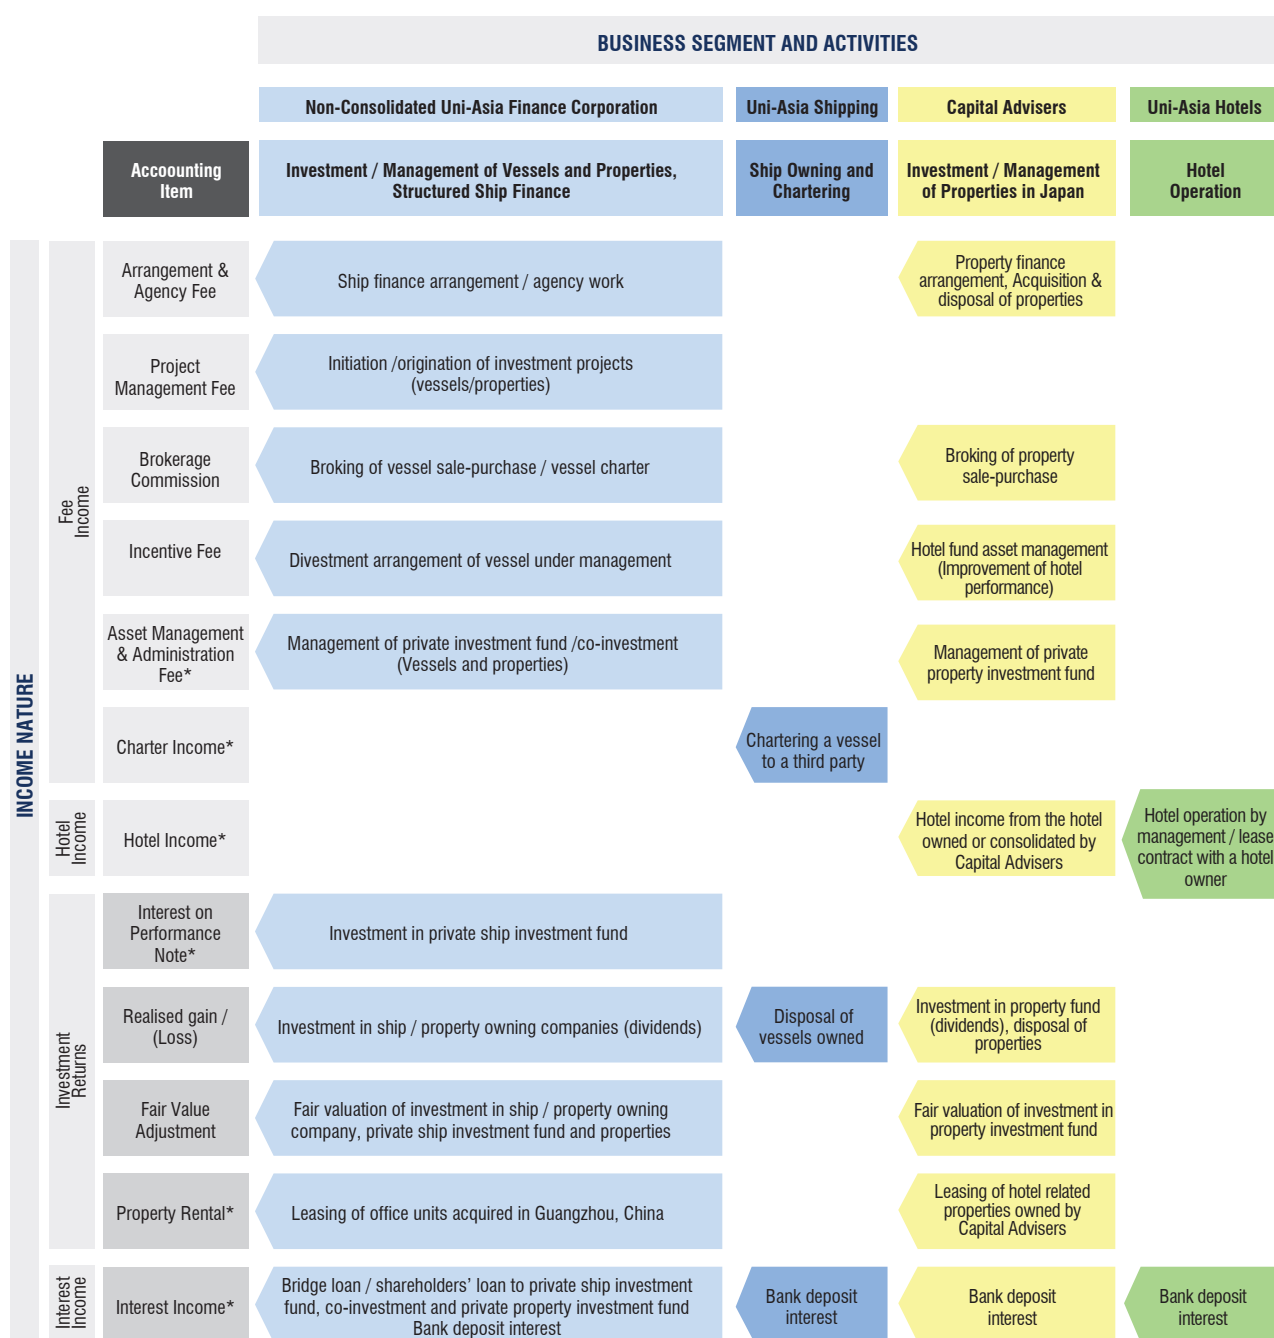 BUSINESS SEGMENT AND ACTIVITIES
Non-Consolidated Uni-Asia Finance Corporation
Uni-Asia Shipping
Capital Advisers
Uni-Asia Hotels
Accoounting
Item
Investment / Management of Vessels and Properties,
Structured Ship Finance
Ship Owning and
Chartering
Investment / Management
of Properties in Japan
Hotel
Operation
INCOME NATURE
Fee
Income
Arrangement &
Agency Fee
Ship finance arrangement / agency work
Property finance
arrangement, Acquisition &
disposal of properties
Project
Management Fee
Initiation /origination of investment projects
(vessels/properties)
Brokerage
Commission
Broking of vessel sale-purchase / vessel charter
Broking of property
sale-purchase
Incentive Fee
Divestment arrangement of vessel under management
Hotel fund asset management
(Improvement of hotel
performance)
Asset Management
& Administration
Fee*
Management of private investment fund /co-investment
(Vessels and properties)
Management of private
property investment fund
Charter Income*
Chartering a vessel
to a third party
Hotel
Income
Hotel Income*
Hotel income from the hotel
owned or consolidated by
Capital Advisers
Hotel operation by
management / lease
contract with a hotel
owner
Investment
Returns
Interest on
Performance
Note*
Investment in private ship investment fund
Realised gain /
(Loss)
Investment in ship / property owning companies (dividends)
Disposal of
vessels owned
Investment in property fund
(dividends), disposal of
properties
Fair Value
Adjustment
Fair valuation of investment in ship / property owning
company, private ship investment fund and properties
Fair valuation of investment in
property investment fund
Property Rental*
Leasing of office units acquired in Guangzhou, China
Leasing of hotel related
properties owned by
Capital Advisers
Interest
Income
Interest Income*
Bridge loan / shareholders’ loan to private ship investment
fund, co-investment and private property investment fund
Bank deposit interest
Bank deposit
interest
Bank deposit
interest
Bank deposit
interest